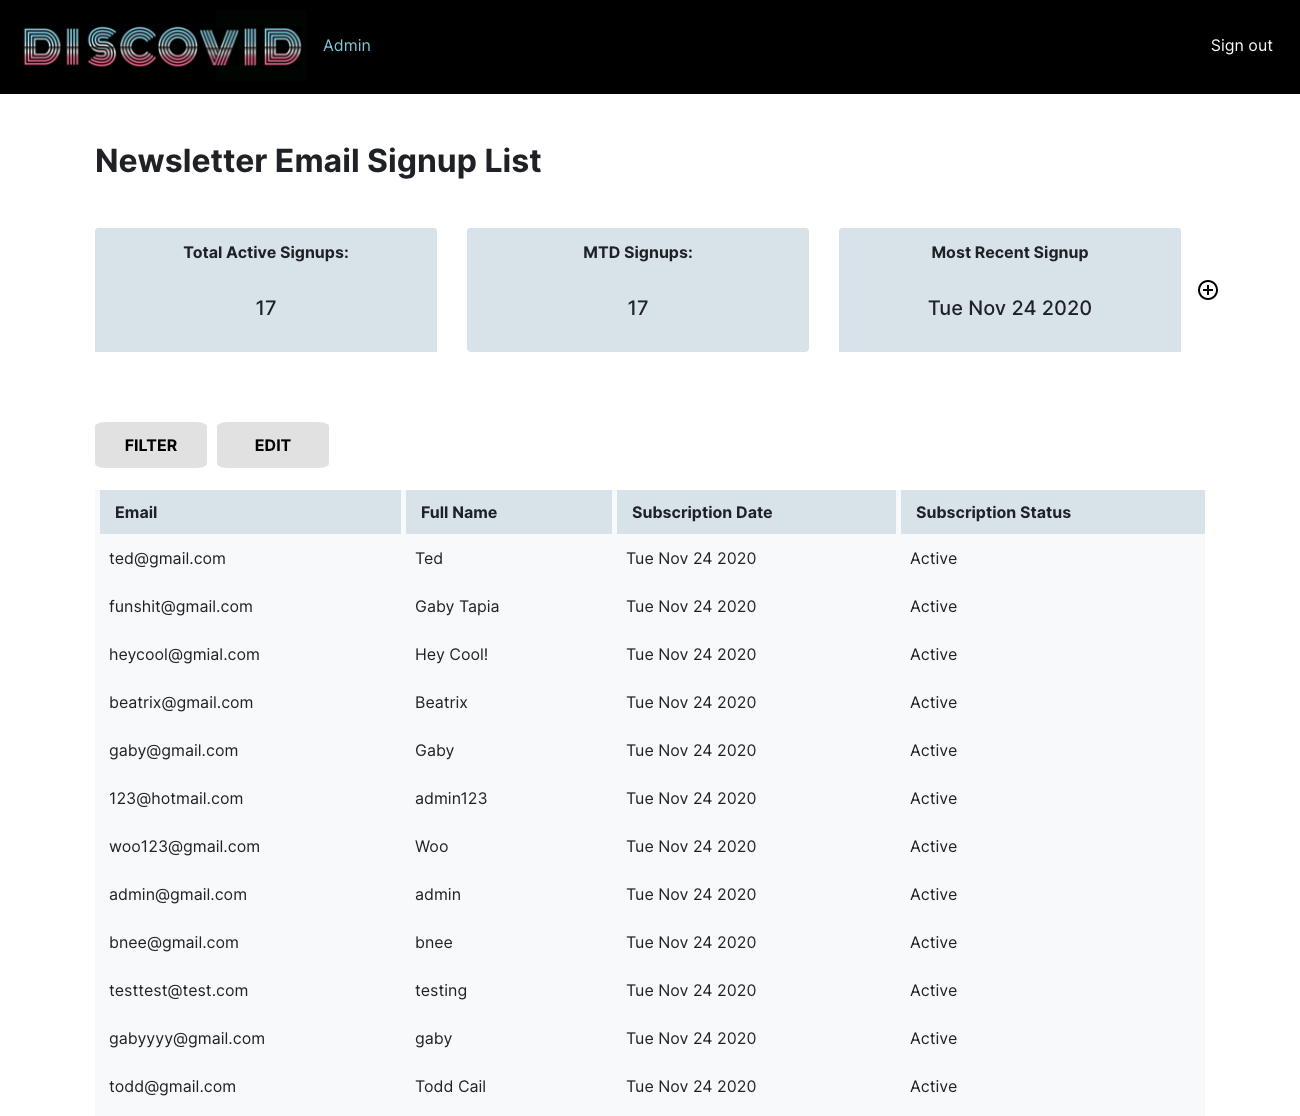 DISCOVID Admin Sign out
Newsletter Email Signup List
Total Active Signups: MTD Signups: Most Recent Signup
17 17 Tue Nov 24 2020
FILTER EDIT
Email Full Name Subscription Date Subscription Status
ted@gmail.com Ted Tue Nov 24 2020 Active
funshit@gmail.com Gaby Tapia Tue Nov 24 2020 Active
heycool@gmial.com Hey Cool! Tue Nov 24 2020 Active
beatrix@gmail.com Beatrix Tue Nov 24 2020 Active
gaby@gmail.com Gaby Tue Nov 24 2020 Active
123@hotmail.com admin123 Tue Nov 24 2020 Active
woo123@gmail.com Woo Tue Nov 24 2020 Active
admin@gmail.com admin Tue Nov 24 2020 Active
bnee@gmail.com bnee Tue Nov 24 2020 Active
testtest@test.com testing Tue Nov 24 2020 Active
gabyyyy@gmail.com gaby Tue Nov 24 2020 Active
todd@gmail.com Todd Cail Tue Nov 24 2020 Active